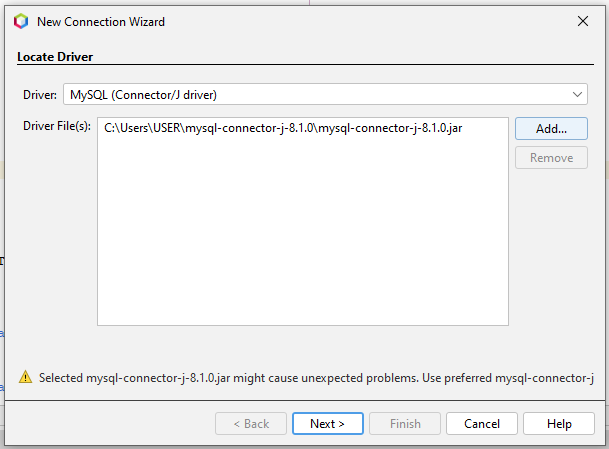 New Connection Wizard
Locate Driver
Driver: MySQL (Connector/J driver)
Driver File(s): C:\Users\USER\mysql-connector-j-8.1.0\mysql-connector-j-8.1.0.jar
Add...
Remove
Selected mysql-connector-j-8.1.0.jar might cause unexpected problems. Use preferred mysql-connector-j
< Back Next > Finish Cancel Help